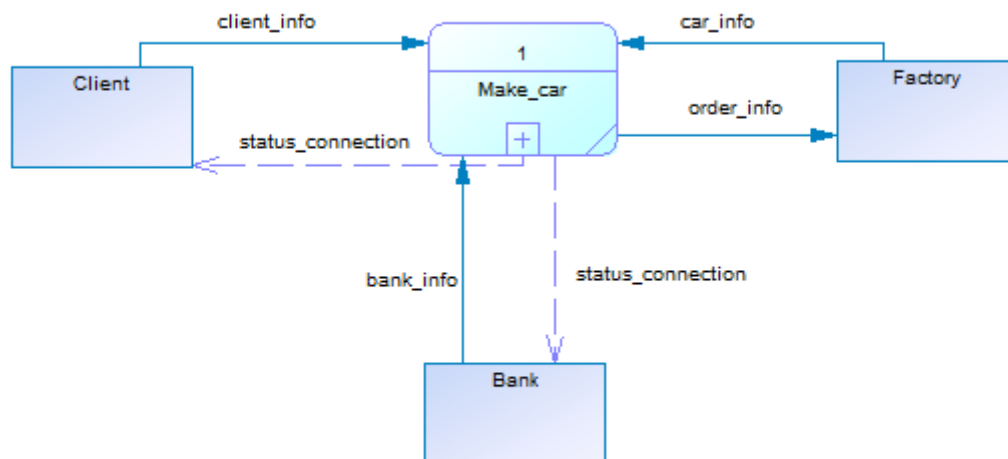 client_info
car_info
1
Client
Make_car
Factory
order_info
status_connection
bank_info
status_connection
Bank